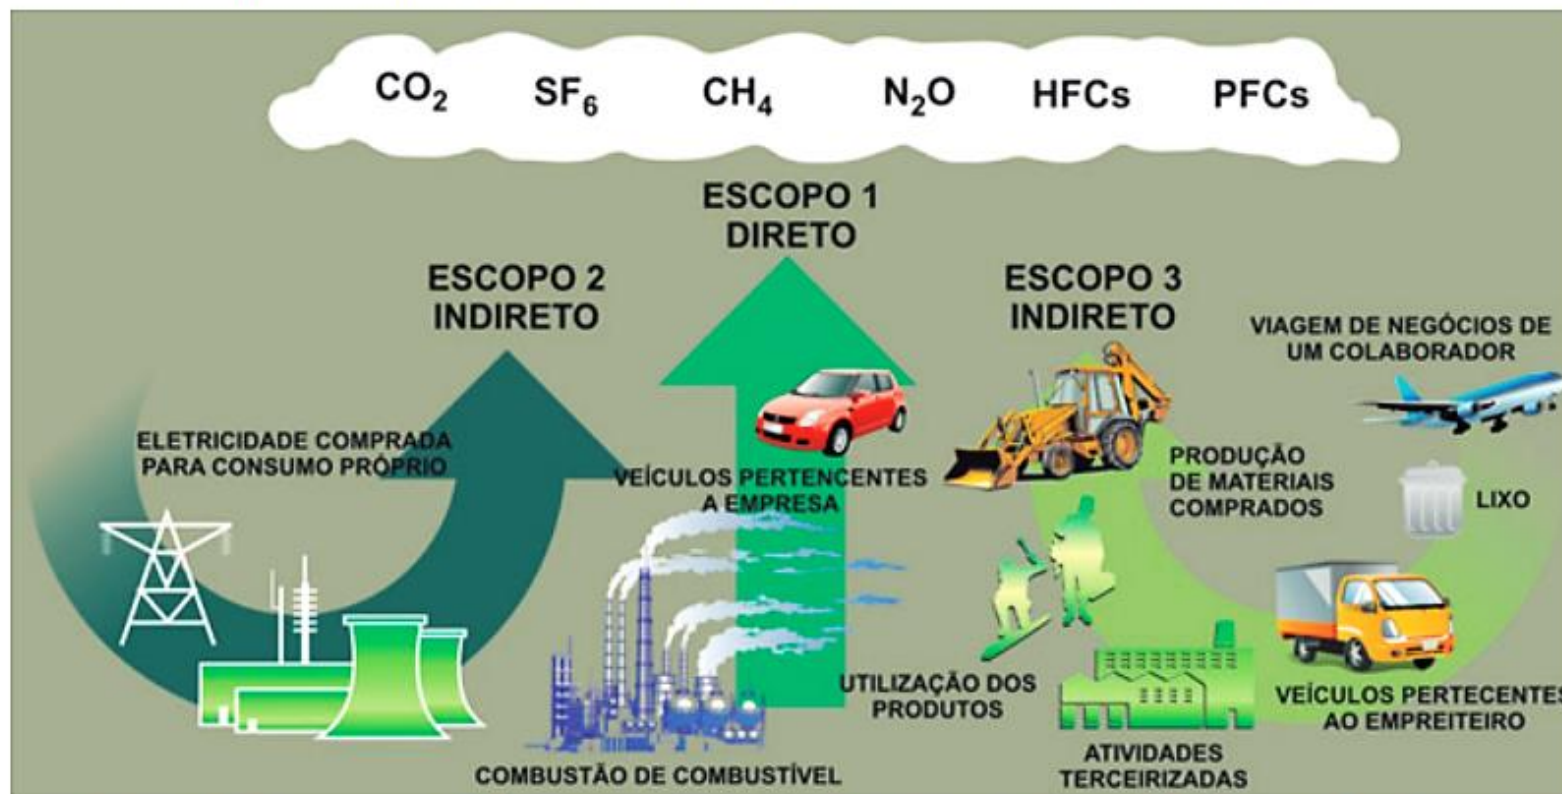 CO2 SF6 CH4 N2O HFCs PFCs
ESCOPO 1
DIRETO
ESCOPO 2
INDIRETO
ESCOPO 3
INDIRETO
VIAGEM DE NEGÓCIOS DE
UM COLABORADOR
ELETRICIDADE COMPRADA
PARA CONSUMO PRÓPRIO
VEÍCULOS PERTENCENTES
A EMPRESA
PRODUÇÃO
DE MATERIAIS
COMPRADOS
LIXO
UTILIZAÇÃO DOS
PRODUTOS
VEÍCULOS PERTECENTES
AO EMPREITEIRO
COMBUSTÃO DE COMBUSTÍVEL
ATIVIDADES
TERCEIRIZADAS